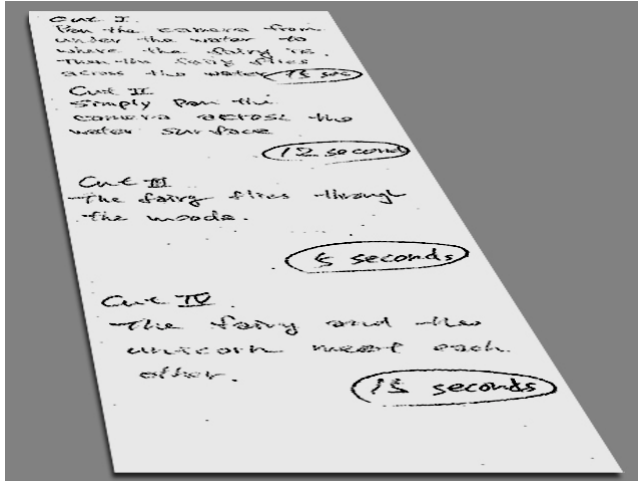 Cut I.
Pan the camera from
under the water to
where the fairy is.
Then the fairy flies
across the water 15 sec
Cut II
Simply Pan the
camera across the
water surface
12 second
Cut III
The fairy flies through
the woods.
5 seconds
Cut IV
The fairy and the
unicorn meet each
other.
15 seconds